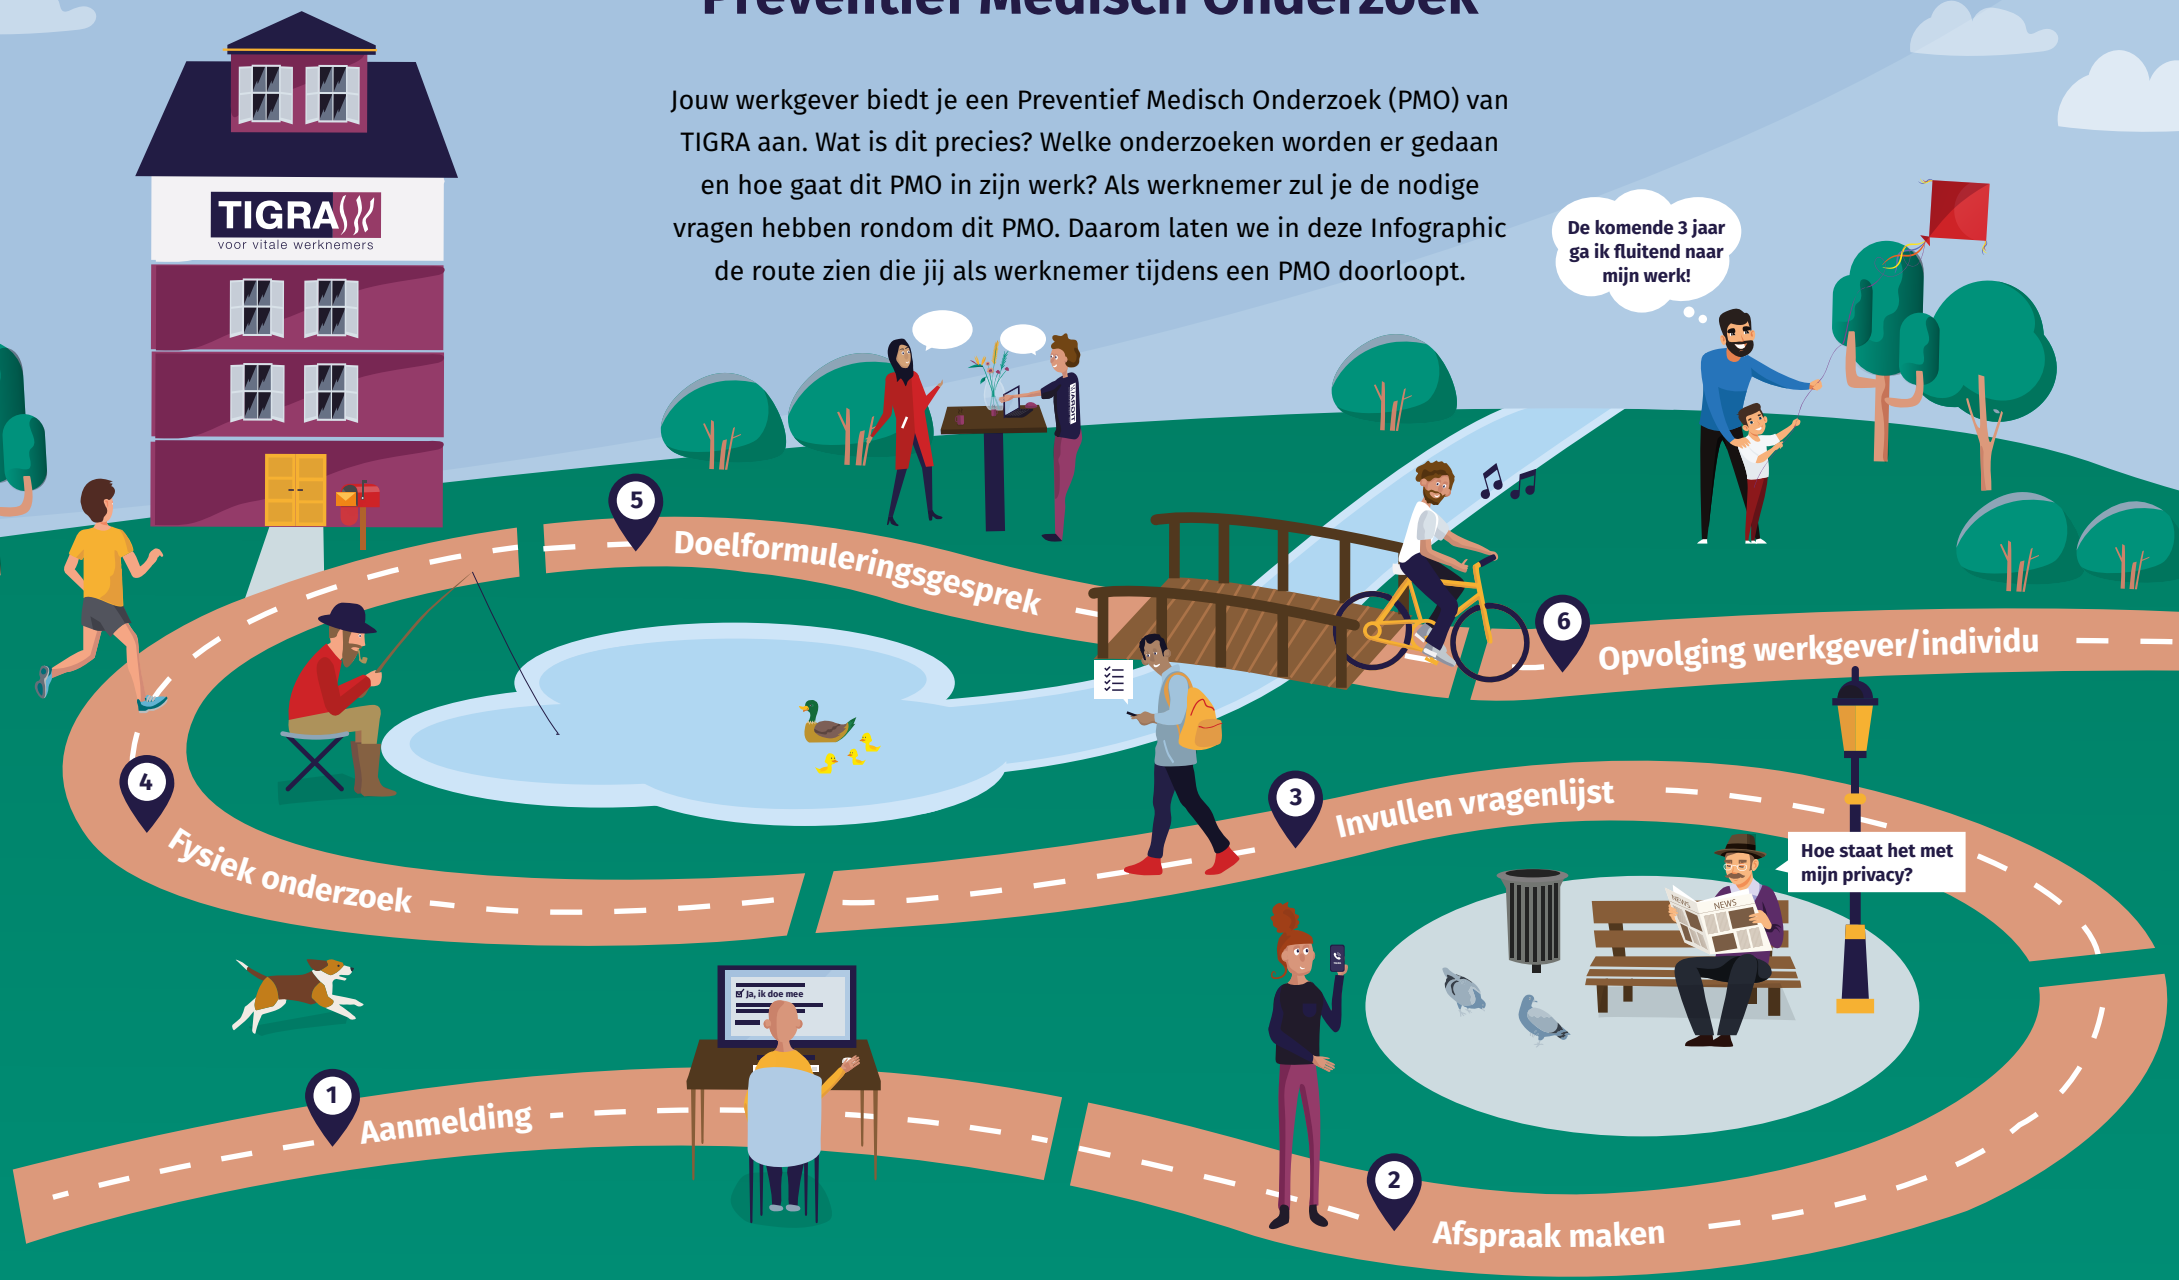 Preventief Medisch Onderzoek
Jouw werkgever biedt je een Preventief Medisch Onderzoek (PMO) van
TIGRA aan. Wat is dit precies? Welke onderzoeken worden er gedaan
en hoe gaat dit PMO in zijn werk? Als werknemer zul je de nodige
vragen hebben rondom dit PMO. Daarom laten we in deze Infographic
de route zien die jij als werknemer tijdens een PMO doorloopt.
TIGRA
voor vitale werknemers
De komende 3 jaar
ga ik fluitend naar
mijn werk!
5
Doelformuleringsgesprek
6
Opvolging werkgever/individu
4
Fysiek onderzoek
3
Invullen vragenlijst
Hoe staat het met
mijn privacy?
NEWS
NEWS
Ja, ik doe mee
1
Aanmelding
2
Afspraak maken